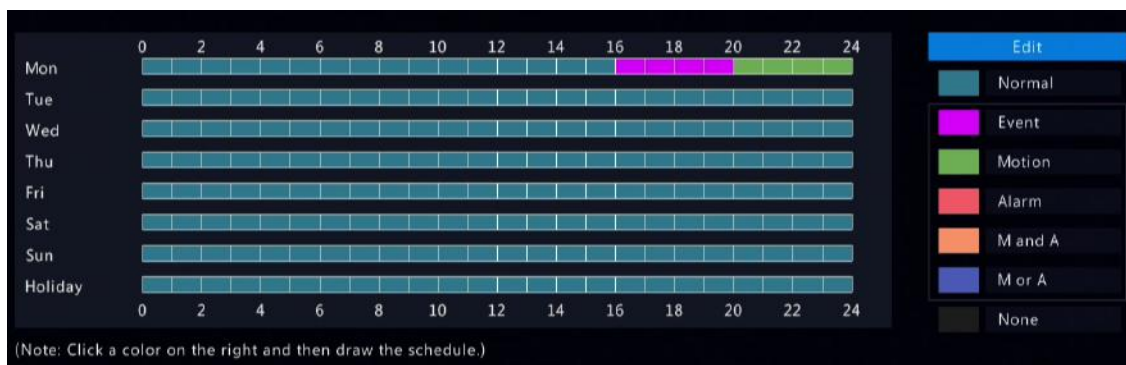 0 2 4 6 8 10 12 14 16 18 20 22 24
Edit
Mon
Normal
Tue
Event
Wed
Thu
Motion
Fri
Alarm
Sat
M and A
Sun
M or A
Holiday
0 2 4 6 8 10 12 14 16 18 20 22 24
None
(Note: Click a color on the right and then draw the schedule.)